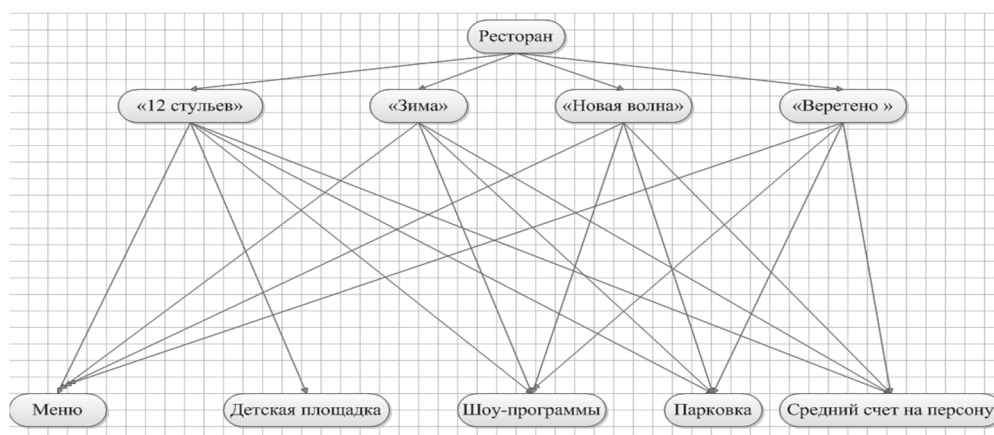 Ресторан
«12 стульев»
«Зима»
«Новая волна»
«Веретено »
Меню
Детская площадка
Шоу-программы
Парковка
Средний счет на персону